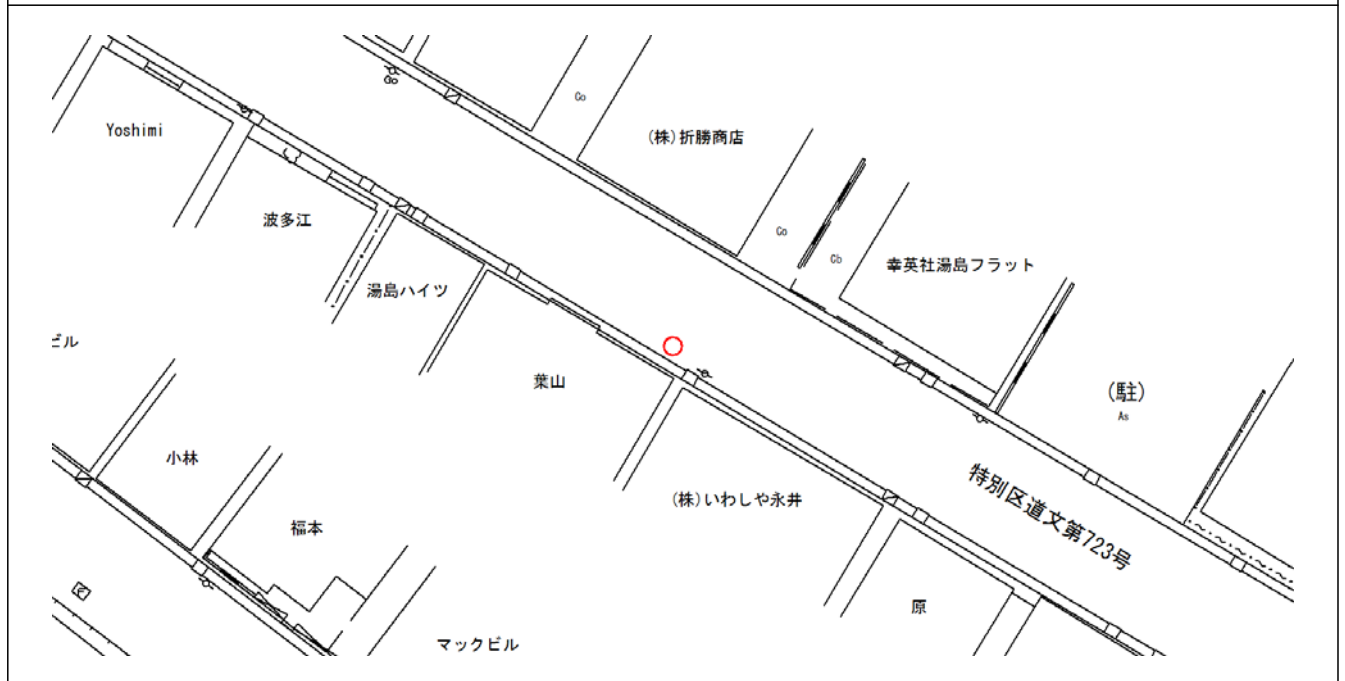 Co
Co
Yoshimi
(株)折勝商店
波多江
Co
Cb
幸英社湯島フラット
湯島ハイツ
ビル
葉山
(駐)
As
小林
(株)いわしや永井
特別区道文第723号
福本
原
マックビル